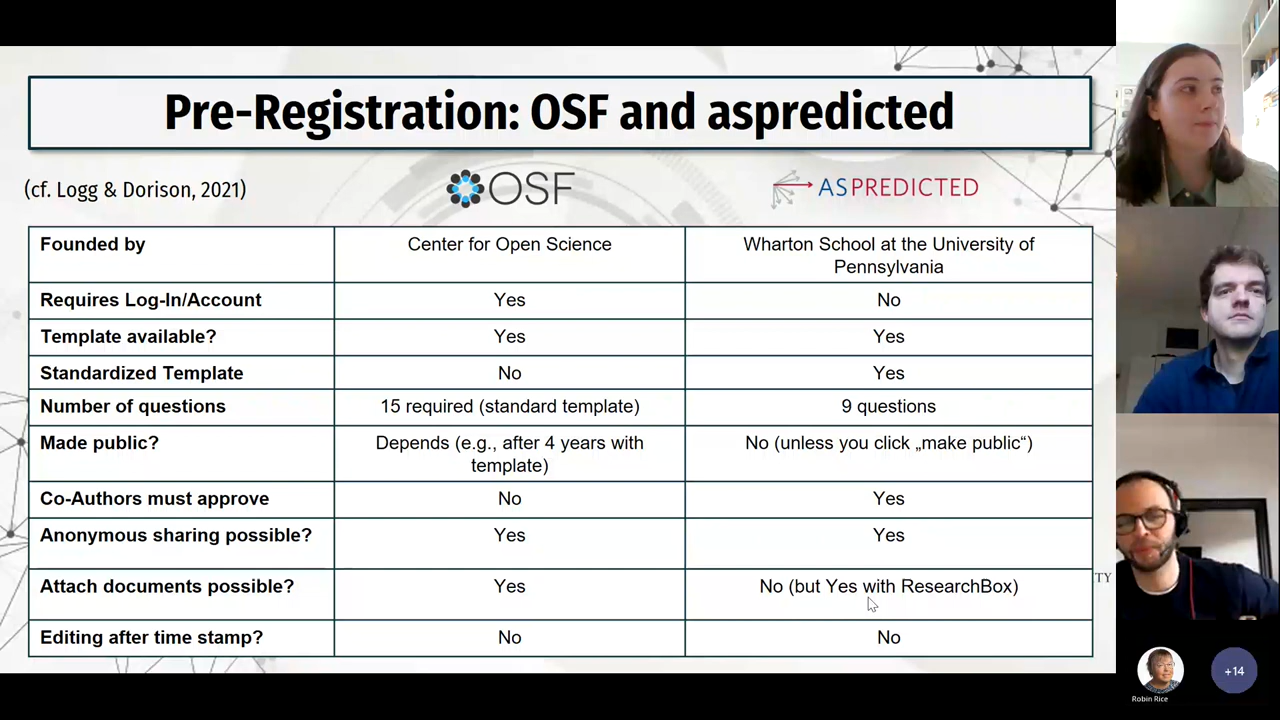 Pre-Registration: OSF and aspredicted
(cf. Logg & Dorison, 2021)
OSF
ASPREDICTED
Founded by
Center for Open Science
Wharton School at the University of
Pennsylvania
Requires Log-In/Account
Yes
No
Template available?
Yes
Yes
Standardized Template
No
Yes
Number of questions
15 required (standard template)
9 questions
Made public?
Depends (e.g., after 4 years with
template)
No (unless you click „make public“)
Co-Authors must approve
No
Yes
Anonymous sharing possible?
Yes
Yes
Attach documents possible?
Yes
No (but Yes with ResearchBox)
TY
Editing after time stamp?
No
No
Robin Rice
+14